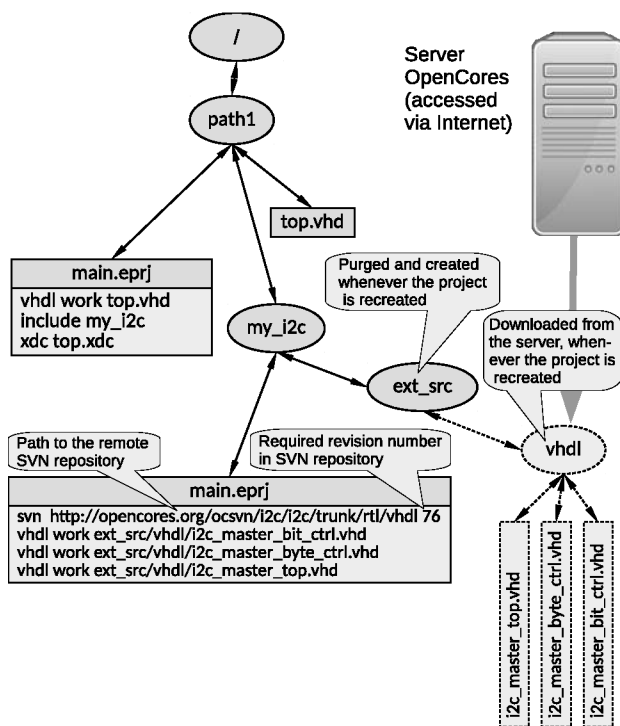 /
Server
OpenCores
(accessed
via Internet)
path1
top.vhd
main.eprj
vhdl work top.vhd
include my_i2c
xdc top.xdc
Purged and created
whenever the project
is recreated
my_i2c
Downloaded from
the server, when-
ever the project is
recreated
ext_src
vhdl
Path to the remote
SVN repository
Required revision number
in SVN repository
main.eprj
svn http://opencores.org/ocsvn/i2c/i2c/trunk/rtl/vhdl 76
vhdl work ext_src/vhdl/i2c_master_bit_ctrl.vhd
vhdl work ext_src/vhdl/i2c_master_byte_ctrl.vhd
vhdl work ext_src/vhdl/i2c_master_top.vhd
i2c_master_top.vhd
i2c_master_byte_ctrl.vhd
i2c_master_bit_ctrl.vhd